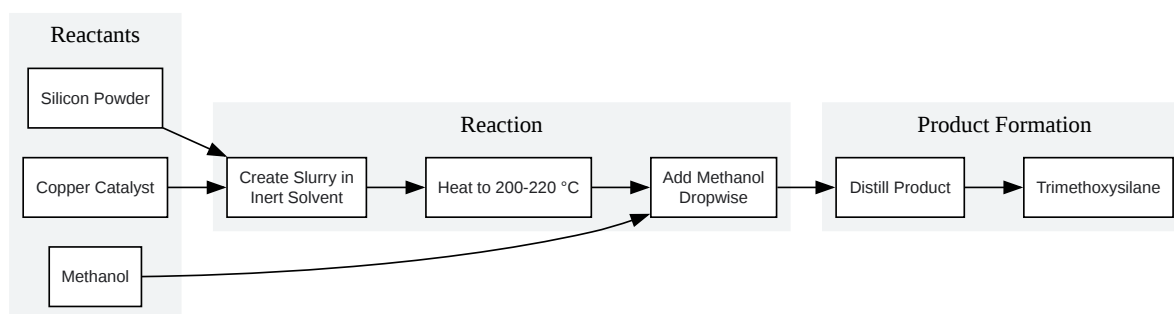 Reactants
Silicon Powder
Copper Catalyst
Methanol
Reaction
Create Slurry in
Inert Solvent
Heat to 200-220 °C
Add Methanol
Dropwise
Product Formation
Distill Product
Trimethoxysilane